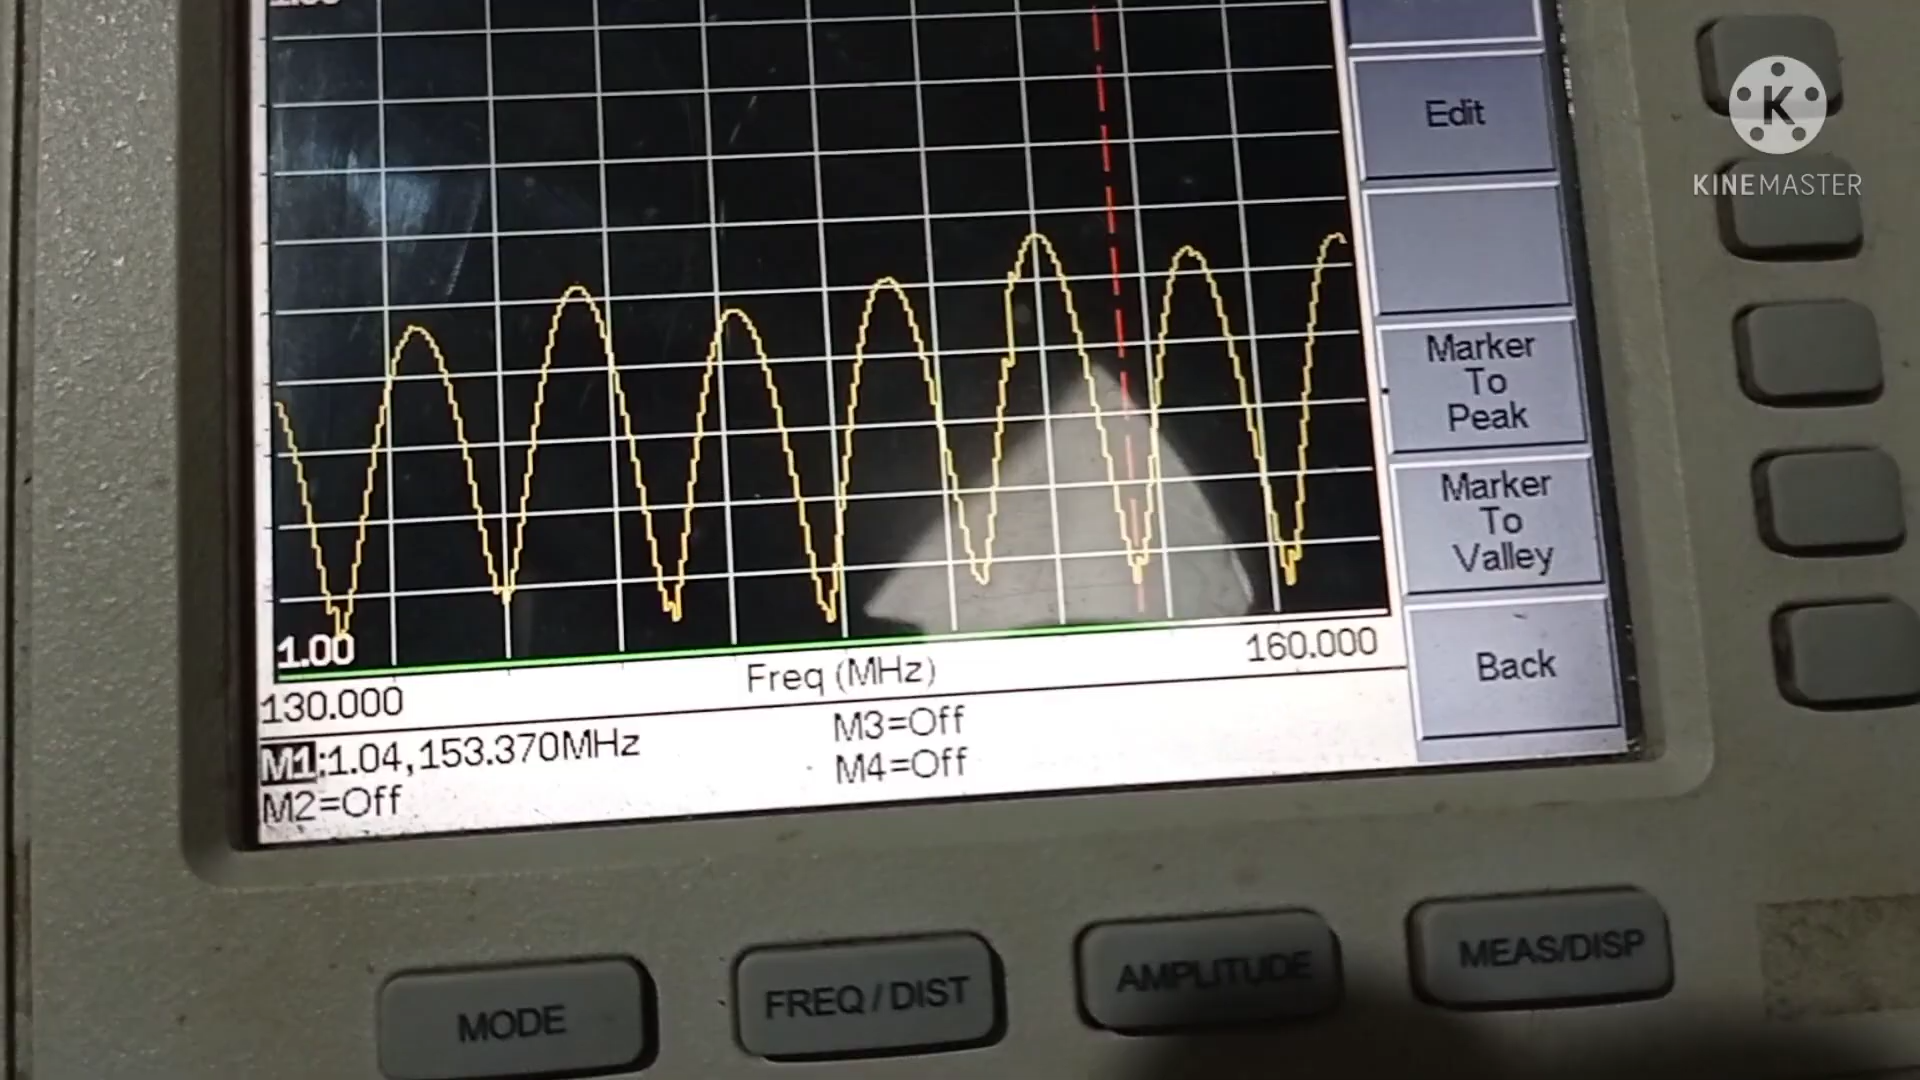 Edit
K
KINEMASTER
Marker
To
Peak
Marker
To
Valley
1.00
160.000
Back
Freq (MHz)
130.000
M1:1.04,153.370MHz
M3=Off
M4=Off
M2=Off
MODE
FREQ / DIST
AMPLITUDE
MEAS/DISP